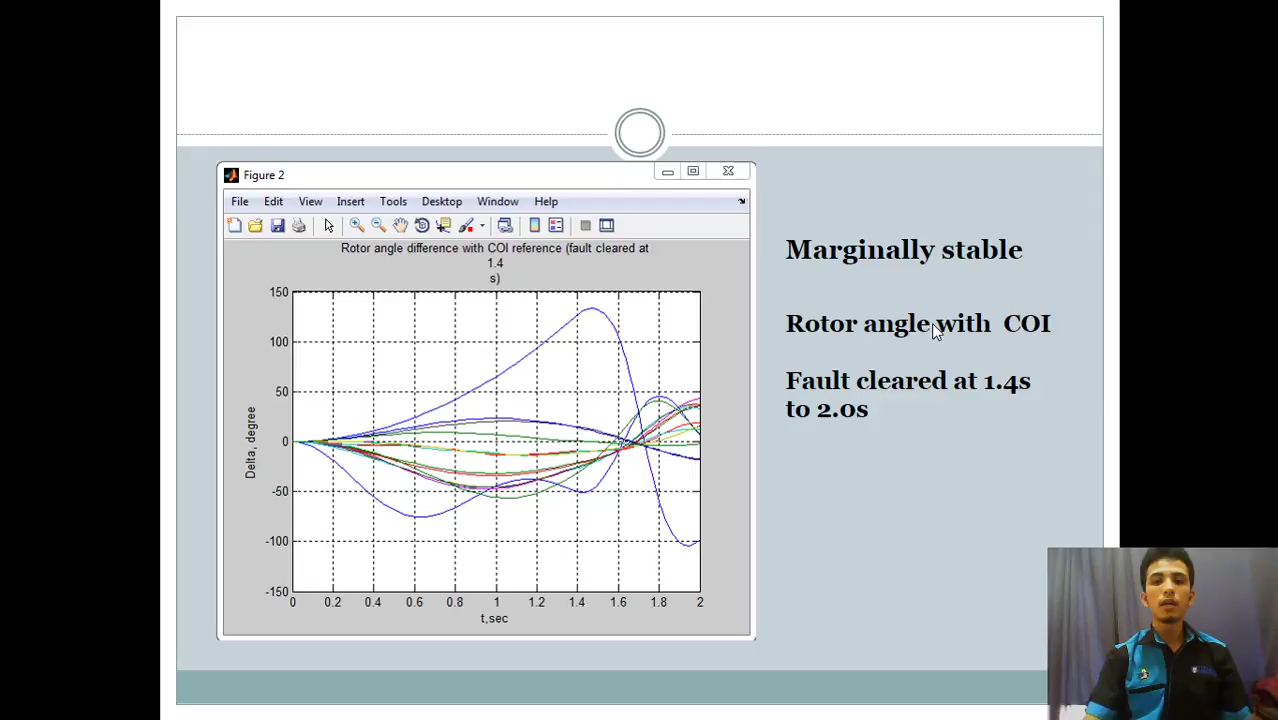 Figure 2
File Edit View Insert Tools Desktop Window Help
Rotor angle difference with COI reference (fault cleared at
1.4
s)
150
100
50
0
-50
-100
-150
Delta, degree
0 0.2 0.4 0.6 0.8 1 1.2 1.4 1.6 1.8 2
t,sec
Marginally stable
Rotor angle with COI
Fault cleared at 1.4s
to 2.0s